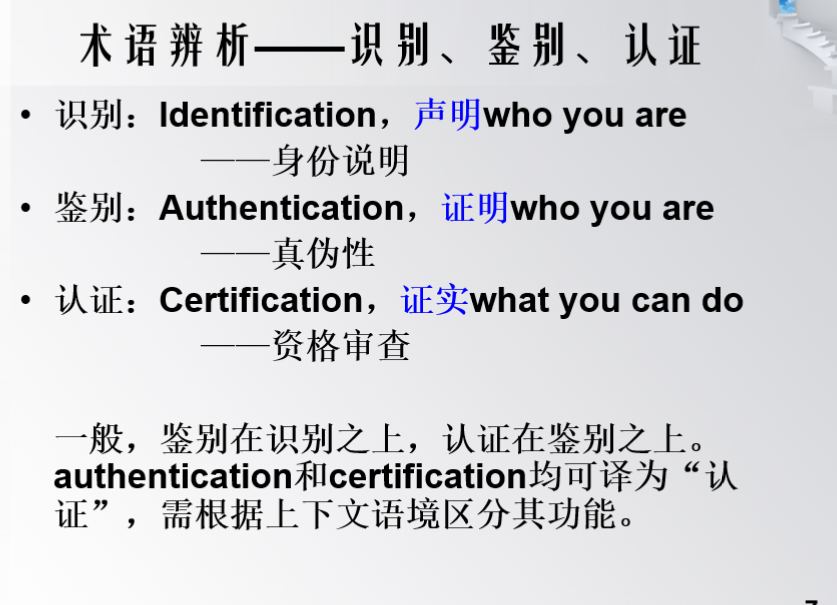 术语辨析——识别、鉴别、认证
• 识别：Identification，声明who you are
——身份说明
• 鉴别：Authentication，证明who you are
——真伪性
• 认证：Certification，证实what you can do
——资格审查
一般，鉴别在识别之上，认证在鉴别之上。
authentication和certification均可译为“认
证”，需根据上下文语境区分其功能。